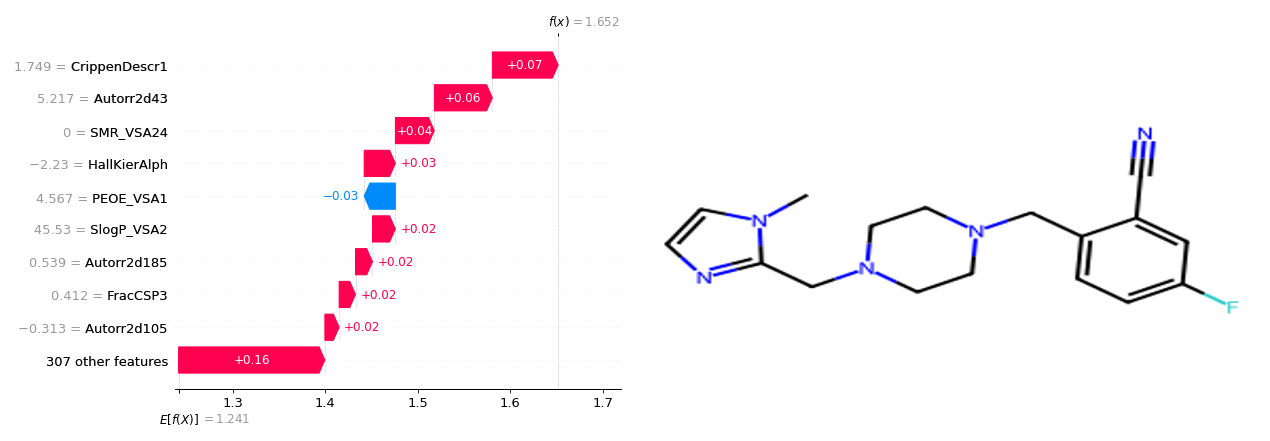 f(x) = 1.652
1.749 = CrippenDescr1
+0.07
5.217 = Autorr2d43
+0.06
0 = SMR_VSA24
+0.04
−2.23 = HallKierAlph
+0.03
4.567 = PEOE_VSA1
−0.03
45.53 = SlogP_VSA2
+0.02
0.539 = Autorr2d185
+0.02
0.412 = FracCSP3
+0.02
−0.313 = Autorr2d105
+0.02
307 other features
+0.16
1.3 1.4 1.5 1.6 1.7
E[f(X)] = 1.241
N
N
N
N
N
F